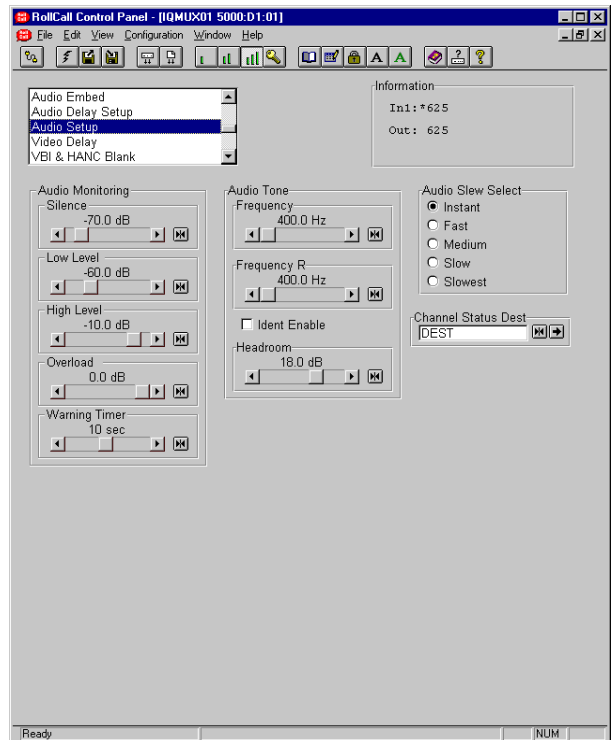 RollCall Control Panel - [IQMUX01 5000:D1:01]
File Edit View Configuration Window Help
A A
Audio Embed
Audio Delay Setup
Audio Setup
Video Delay
VBI & HANC Blank
Information
In1:*625
Out: 625
Audio Monitoring
Silence
-70.0 dB
Low Level
-60.0 dB
High Level
-10.0 dB
Overload
0.0 dB
Warning Timer
10 sec
Audio Tone
Frequency
400.0 Hz
Frequency R
400.0 Hz
Ident Enable
Headroom
18.0 dB
Audio Slew Select
Instant
Fast
Medium
Slow
Slowest
Channel Status Dest
DEST
Ready
NUM